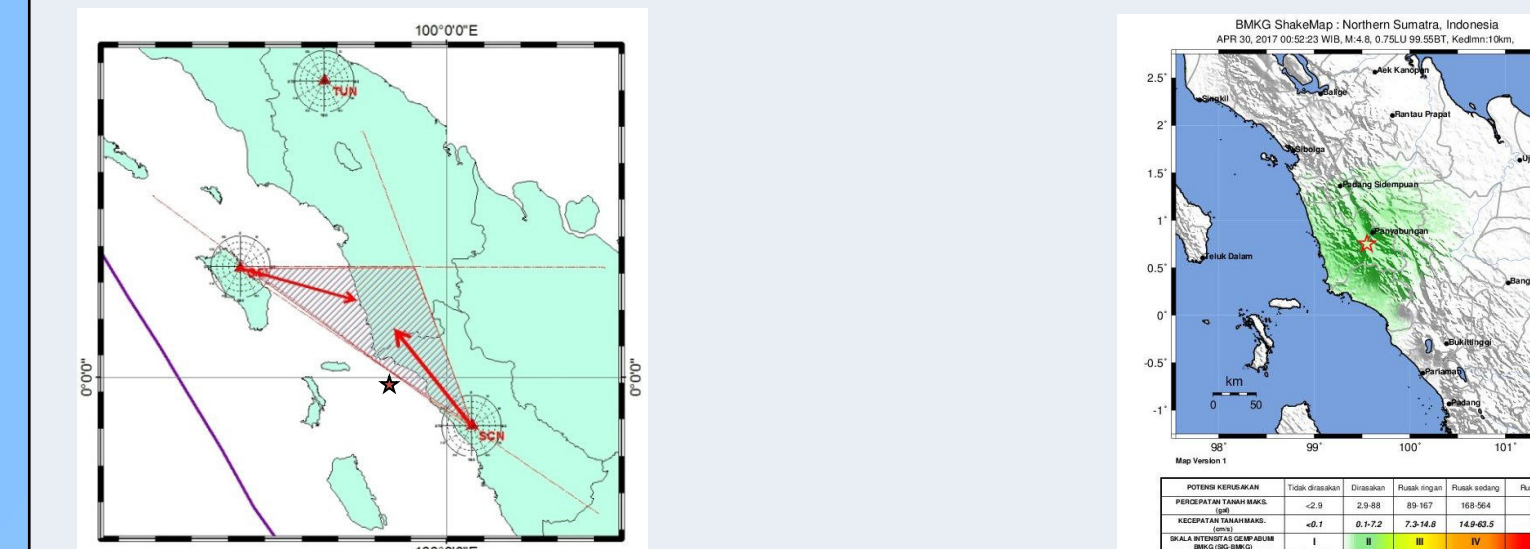 100°0'0"E
TUN
SCN
0°0'0"
0°0'0"
BMKG ShakeMap : Northern Sumatra, Indonesia
APR 30, 2017 00:52:23 WIB, M:4.8, 0.75LU 99.55BT, Kedlmn:10km,
2.5°
2°
1.5°
1°
0.5°
0°
-0.5°
-1°
Singkil
Balige
Aek Kanopan
Rantau Prapat
Sibolga
Padang Sidempuan
Panyabungan
Teluk Dalam
Bang
Bukittinggi
Pariaman
Padang
km
0 50
98° 99° 100° 101°
Map Version 1
POTENSI KERUSAKAN Tidak dirasakan Dirasakan Rusak ringan Rusak sedang
PERCEPATAN TANAH MAKS. (gal) <2.9 2.9-88 89-167 168-564
KECEPATAN TANAH MAKS. (cm/s) <0.1 0.1-7.2 7.3-14.8 14.9-63.5
SKALA INTENSITAS GEMPABUMI BMKG (SIG-BMKG) I II III IV